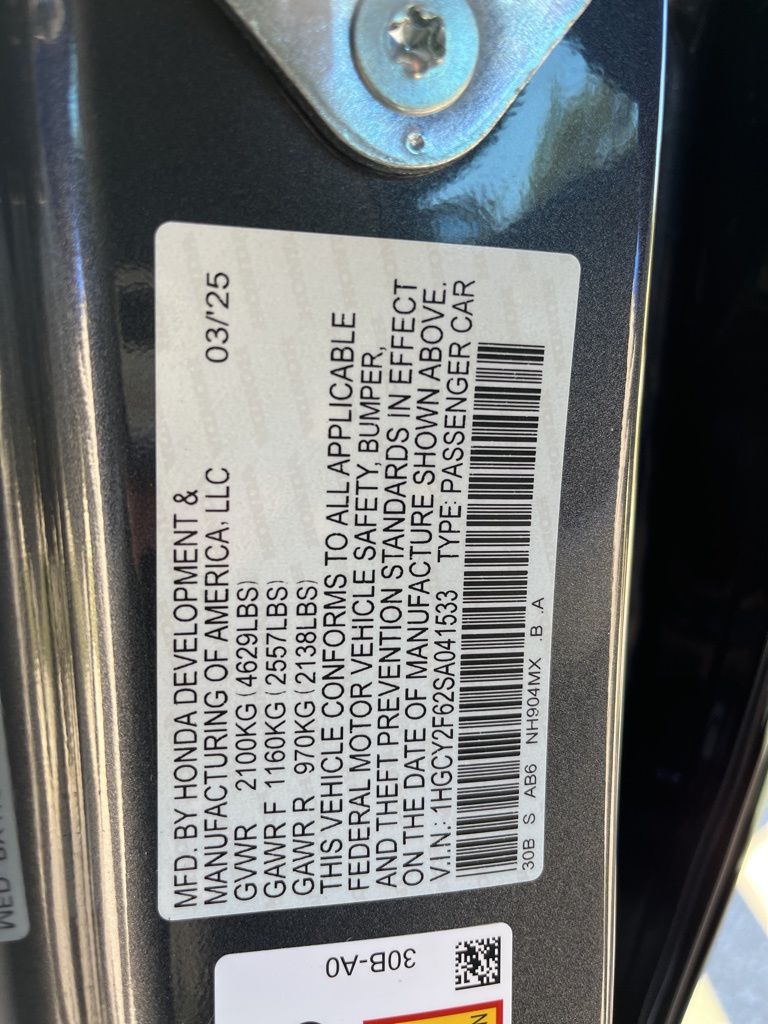 MFD. BY HONDA DEVELOPMENT &
MANUFACTURING OF AMERICA, LLC 03/'25
GVWR 2100KG (4629LBS)
GAWR F 1160KG (2557LBS)
GAWR R 970KG (2138LBS)
THIS VEHICLE CONFORMS TO ALL APPLICABLE
FEDERAL MOTOR VEHICLE SAFETY, BUMPER,
AND THEFT PREVENTION STANDARDS IN EFFECT
ON THE DATE OF MANUFACTURE SHOWN ABOVE.
V.I.N.: 1HGCY2F62SA041533 TYPE: PASSENGER CAR
30B S AB6 NH904MX .B .A
30B-A0